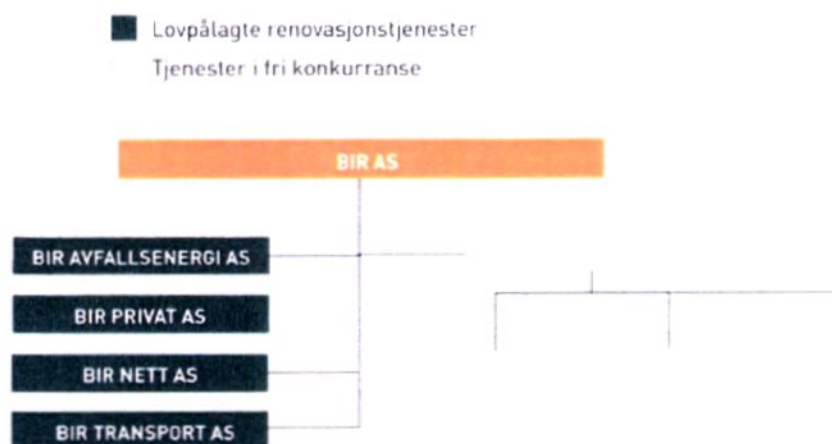 Lovpålagte renovasjonstjenester
Tjenester i fri konkurranse
BIR AS
BIR AVFALLSENERGI AS
BIR PRIVAT AS
BIR NETT AS
BIR TRANSPORT AS